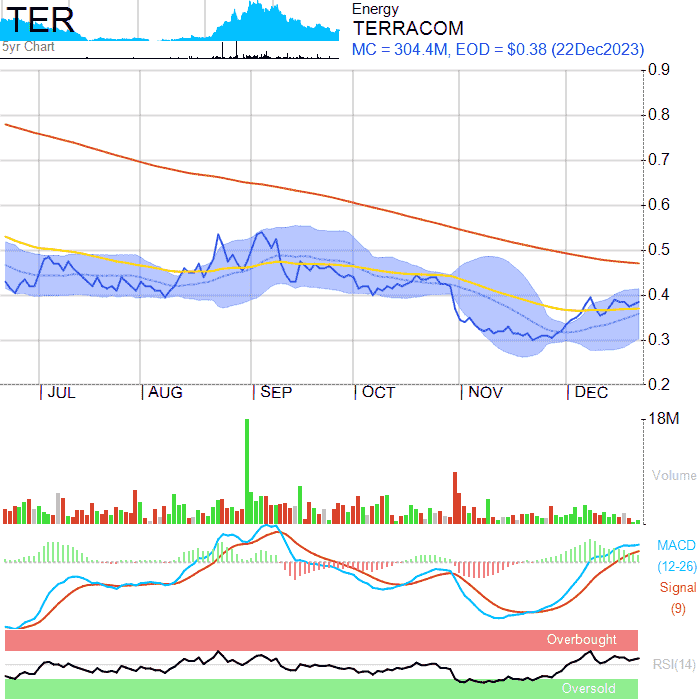 TER
5yr Chart
Energy
TERRACOM
MC = 304.4M, EOD = $0.38 (22Dec2023)
0.9
0.8
0.7
0.6
0.5
0.4
0.3
0.2
JUL AUG SEP OCT NOV DEC
18M
Volume
MACD
(12-26)
Signal
(9)
Overbought
RSI(14)
Oversold